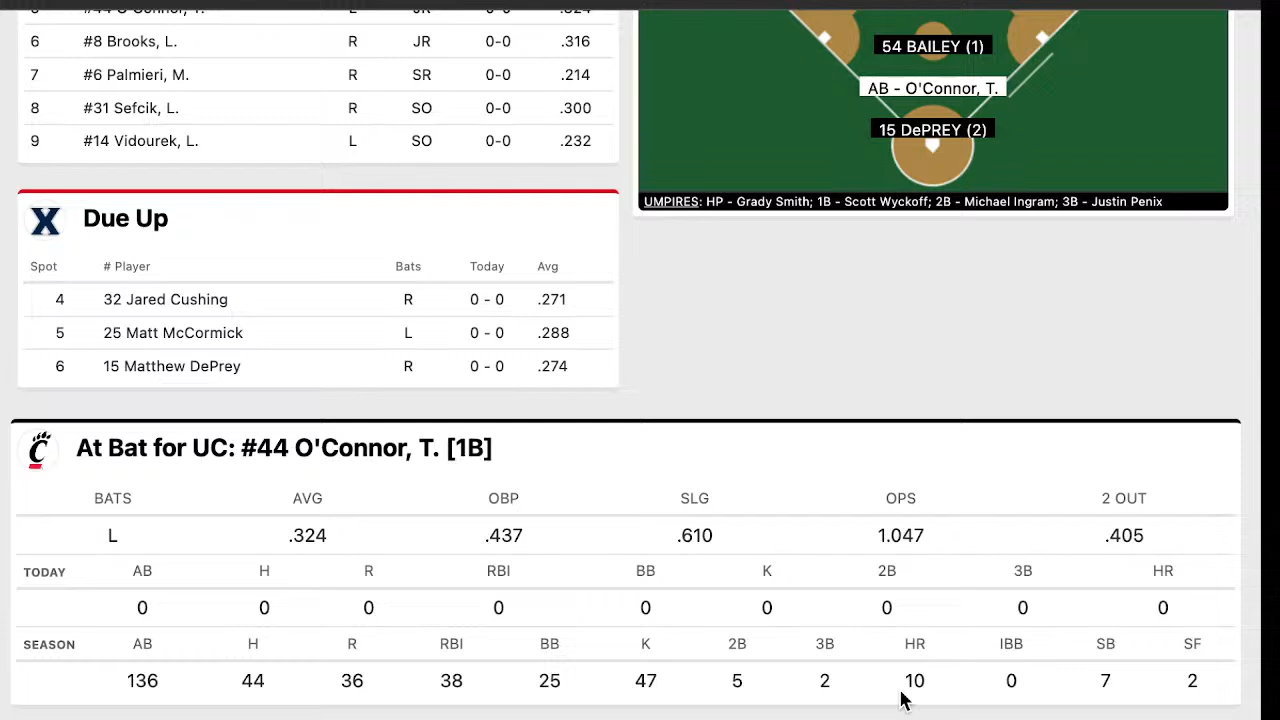 5 #44 O'Connor, T. L JR .324
6 #8 Brooks, L. R JR 0-0 .316
7 #6 Palmieri, M. R SR 0-0 .214
8 #31 Sefcik, L. R SO 0-0 .300
9 #14 Vidourek, L. L SO 0-0 .232
54 BAILEY (1)
AB - O'Connor, T.
15 DePREY (2)
UMPIRES: HP - Grady Smith; 1B - Scott Wyckoff; 2B - Michael Ingram; 3B - Justin Penix
X Due Up
Spot # Player Bats Today Avg
4 32 Jared Cushing R 0 - 0 .271
5 25 Matt McCormick L 0 - 0 .288
6 15 Matthew DePrey R 0 - 0 .274
C At Bat for UC: #44 O'Connor, T. [1B]
BATS AVG OBP SLG OPS 2 OUT
L .324 .437 .610 1.047 .405
TODAY AB H R RBI BB K 2B 3B HR
0 0 0 0 0 0 0 0 0
SEASON AB H R RBI BB K 2B 3B HR IBB SB SF
136 44 36 38 25 47 5 2 10 0 7 2